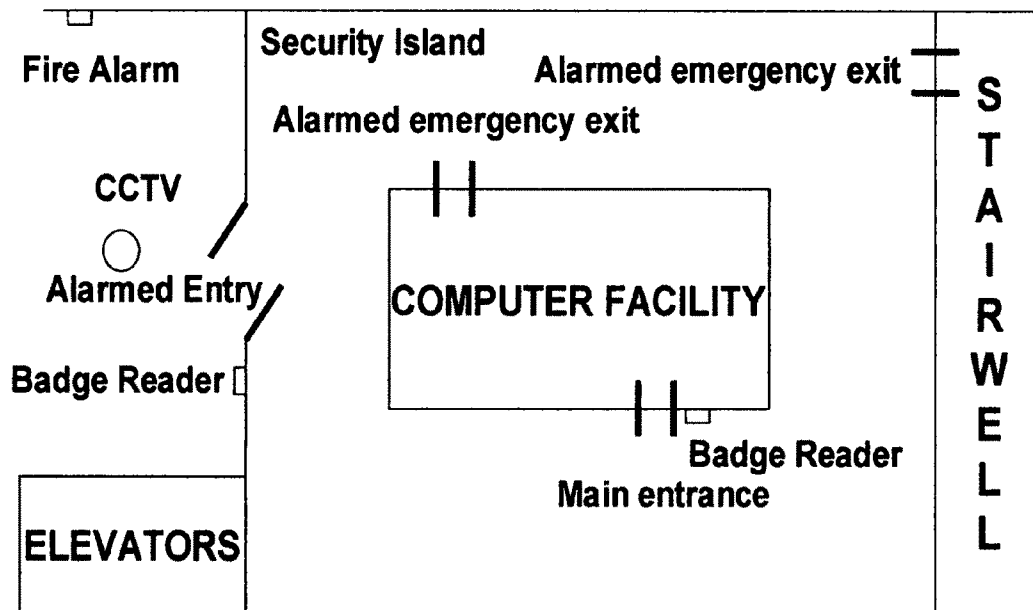 Security Island
Fire Alarm
Alarmed emergency exit
Alarmed emergency exit
CCTV
Alarmed Entry
COMPUTER FACILITY
Badge Reader
Badge Reader
Main entrance
ELEVATORS
STAIRWELL